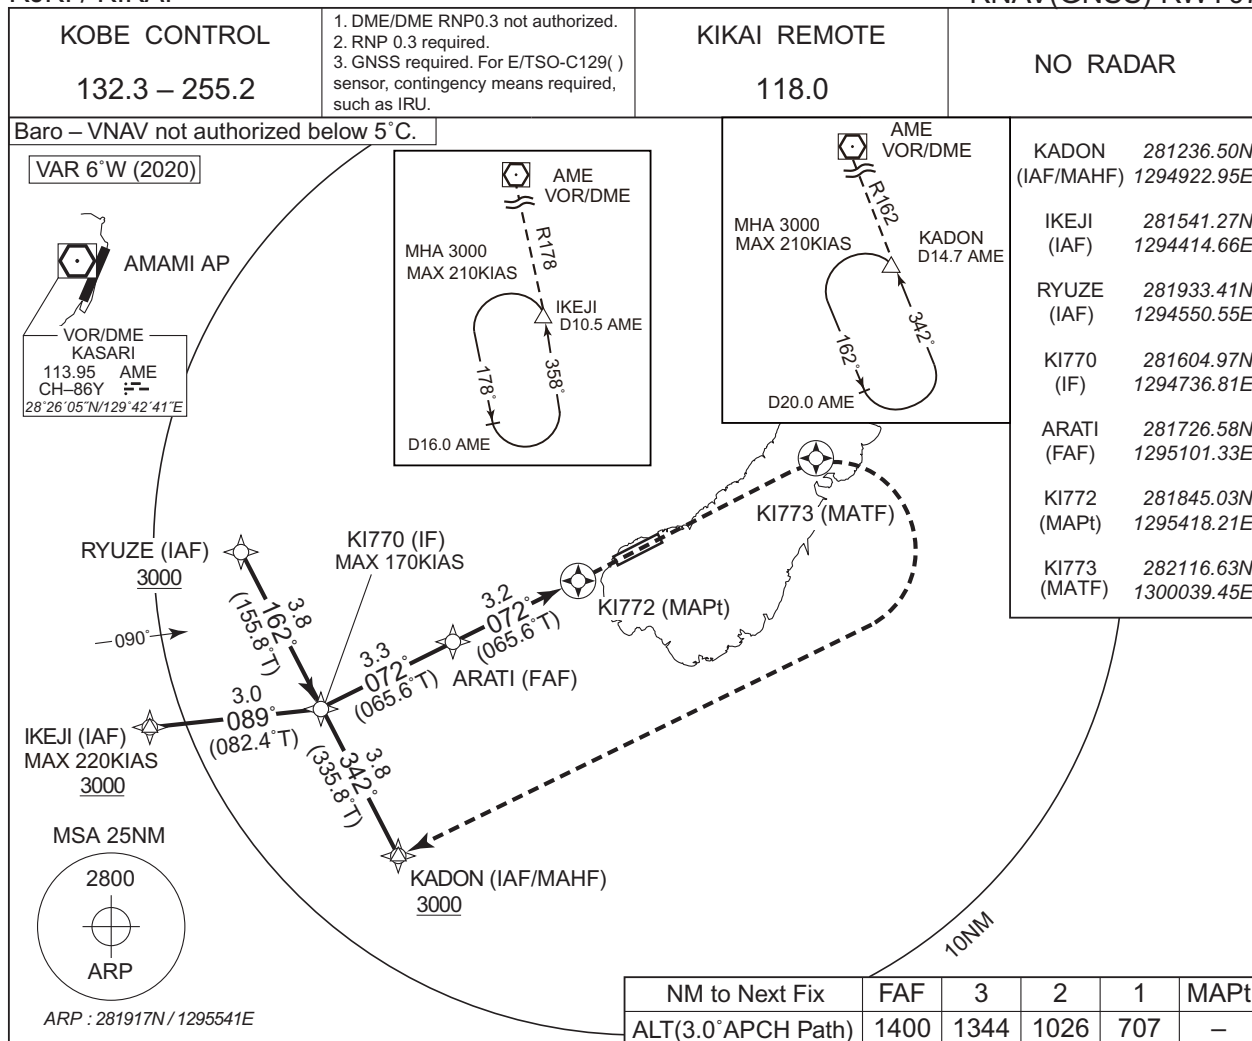 KOBE CONTROL
132.3 – 255.2
1. DME/DME RNP0.3 not authorized.
2. RNP 0.3 required.
3. GNSS required. For E/TSO-C129( )
sensor, contingency means required,
such as IRU.
KIKAI REMOTE
118.0
NO RADAR
Baro – VNAV not authorized below 5˚C.
VAR 6˚W (2020)
AMAMI AP
VOR/DME
KASARI
113.95 AME
CH–86Y
28˚26´05˝N/129˚42´41˝E
AME
VOR/DME
R178
MHA 3000
MAX 210KIAS
IKEJI
D10.5 AME
178˚
358˚
D16.0 AME
AME
VOR/DME
R162
MHA 3000
MAX 210KIAS
KADON
D14.7 AME
162˚
342˚
D20.0 AME
KADON 281236.50N
(IAF/MAHF) 1294922.95E
IKEJI 281541.27N
(IAF) 1294414.66E
RYUZE 281933.41N
(IAF) 1294550.55E
KI770 281604.97N
(IF) 1294736.81E
ARATI 281726.58N
(FAF) 1295101.33E
KI772 281845.03N
(MAPt) 1295418.21E
KI773 282116.63N
(MATF) 1300039.45E
KI773 (MATF)
RYUZE (IAF)
3000
KI770 (IF)
MAX 170KIAS
3.8
162˚
(155.8˚T)
090˚
3.2
072˚
(065.6˚T)
KI772 (MAPt)
3.3
072˚
(065.6˚T)
ARATI (FAF)
3.0
089˚
(082.4˚T)
IKEJI (IAF)
MAX 220KIAS
3000
3.8
342˚
(335.8˚T)
KADON (IAF/MAHF)
3000
MSA 25NM
2800
ARP
ARP : 281917N / 1295541E
10NM
NM to Next Fix FAF 3 2 1 MAPt
ALT(3.0˚APCH Path) 1400 1344 1026 707 –